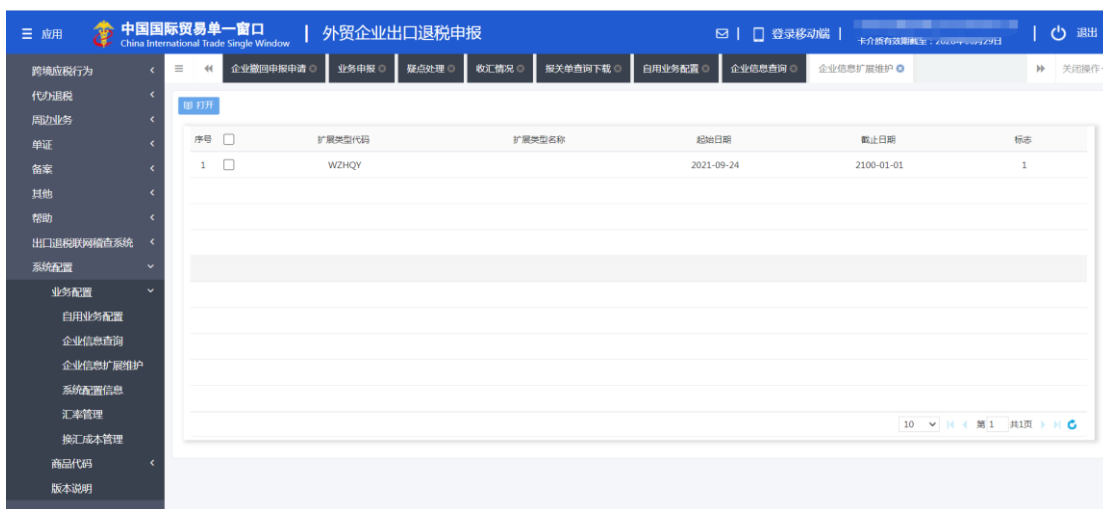 应用
中国国际贸易单一窗口
China International Trade Single Window
外贸企业出口退税申报
登录移动端
退出
企业撤回申报申请
业务申报
疑点处理
收汇情况
报关单查询下载
自用业务配置
企业信息查询
企业信息扩展维护
关闭操作
跨境应税行为
代办退税
周边业务
单证
备案
其他
帮助
出口退税联网稽查系统
系统配置
业务配置
自用业务配置
企业信息查询
企业信息扩展维护
系统配置信息
汇率管理
换汇成本管理
商品代码
版本说明
打开
序号 扩展类型代码 扩展类型名称 起始日期 截止日期 标志
1 WZHQY 2021-09-24 2100-01-01 1
10 第 1 共1页